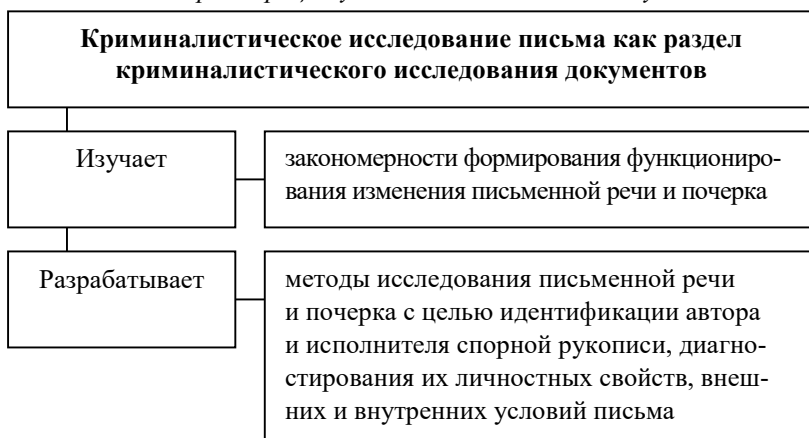 Криминалистическое исследование письма как раздел
криминалистического исследования документов
Изучает
закономерности формирования функциониро-
вания изменения письменной речи и почерка
Разрабатывает
методы исследования письменной речи
и почерка с целью идентификации автора
и исполнителя спорной рукописи, диагно-
стирования их личностных свойств, внеш-
них и внутренних условий письма